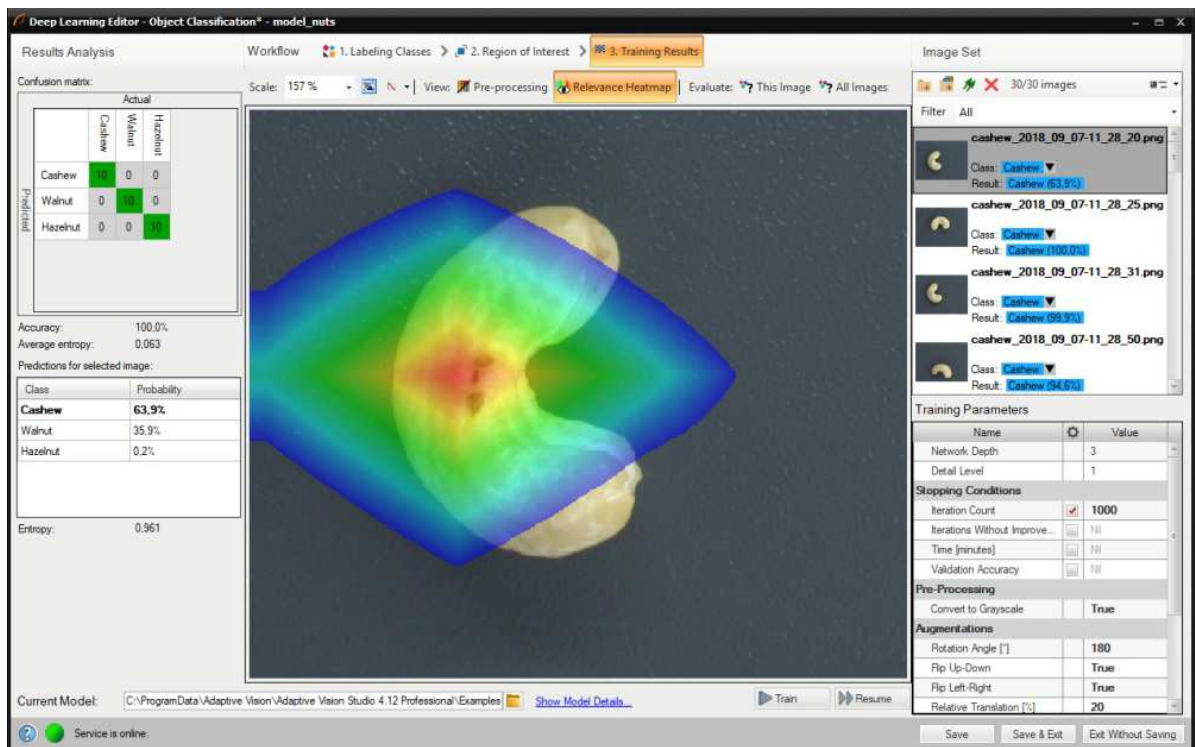 Deep Learning Editor - Object Classification* - model_nuts
Results Analysis
Workflow 1. Labeling Classes 2. Region of Interest 3. Training Results
Image Set
Confusion matrix:
Scale: 157 % View: Pre-processing Relevance Heatmap Evaluate: This Image All Images
30/30 images
Filter All
Actual
Cashew Walnut Hazelnut
Predicted
Cashew 10 0 0
Walnut 0 10 0
Hazelnut 0 0 10
Accuracy: 100,0%
Average entropy: 0,063
Predictions for selected image:
Class Probability
Cashew 63,9%
Walnut 35,9%
Hazelnut 0,2%
Entropy: 0,961
cashew_2018_09_07-11_28_20.png
Class: Cashew
Result: Cashew (63,9%)
cashew_2018_09_07-11_28_25.png
Class: Cashew
Result: Cashew (100,0%)
cashew_2018_09_07-11_28_31.png
Class: Cashew
Result: Cashew (99,9%)
cashew_2018_09_07-11_28_50.png
Class: Cashew
Result: Cashew (94,6%)
Training Parameters
Name Value
Network Depth 3
Detail Level 1
Stopping Conditions
Iteration Count 1000
Iterations Without Improve... Nil
Time [minutes] Nil
Validation Accuracy Nil
Pre-Processing
Convert to Grayscale True
Augmentations
Rotation Angle [°] 180
Flip Up-Down True
Flip Left-Right True
Relative Translation [%] 20
Current Model: C:\ProgramData\Adaptive Vision\Adaptive Vision Studio 4.12 Professional\Examples Show Model Details... Train Resume
Service is online. Save Save & Exit Exit Without Saving